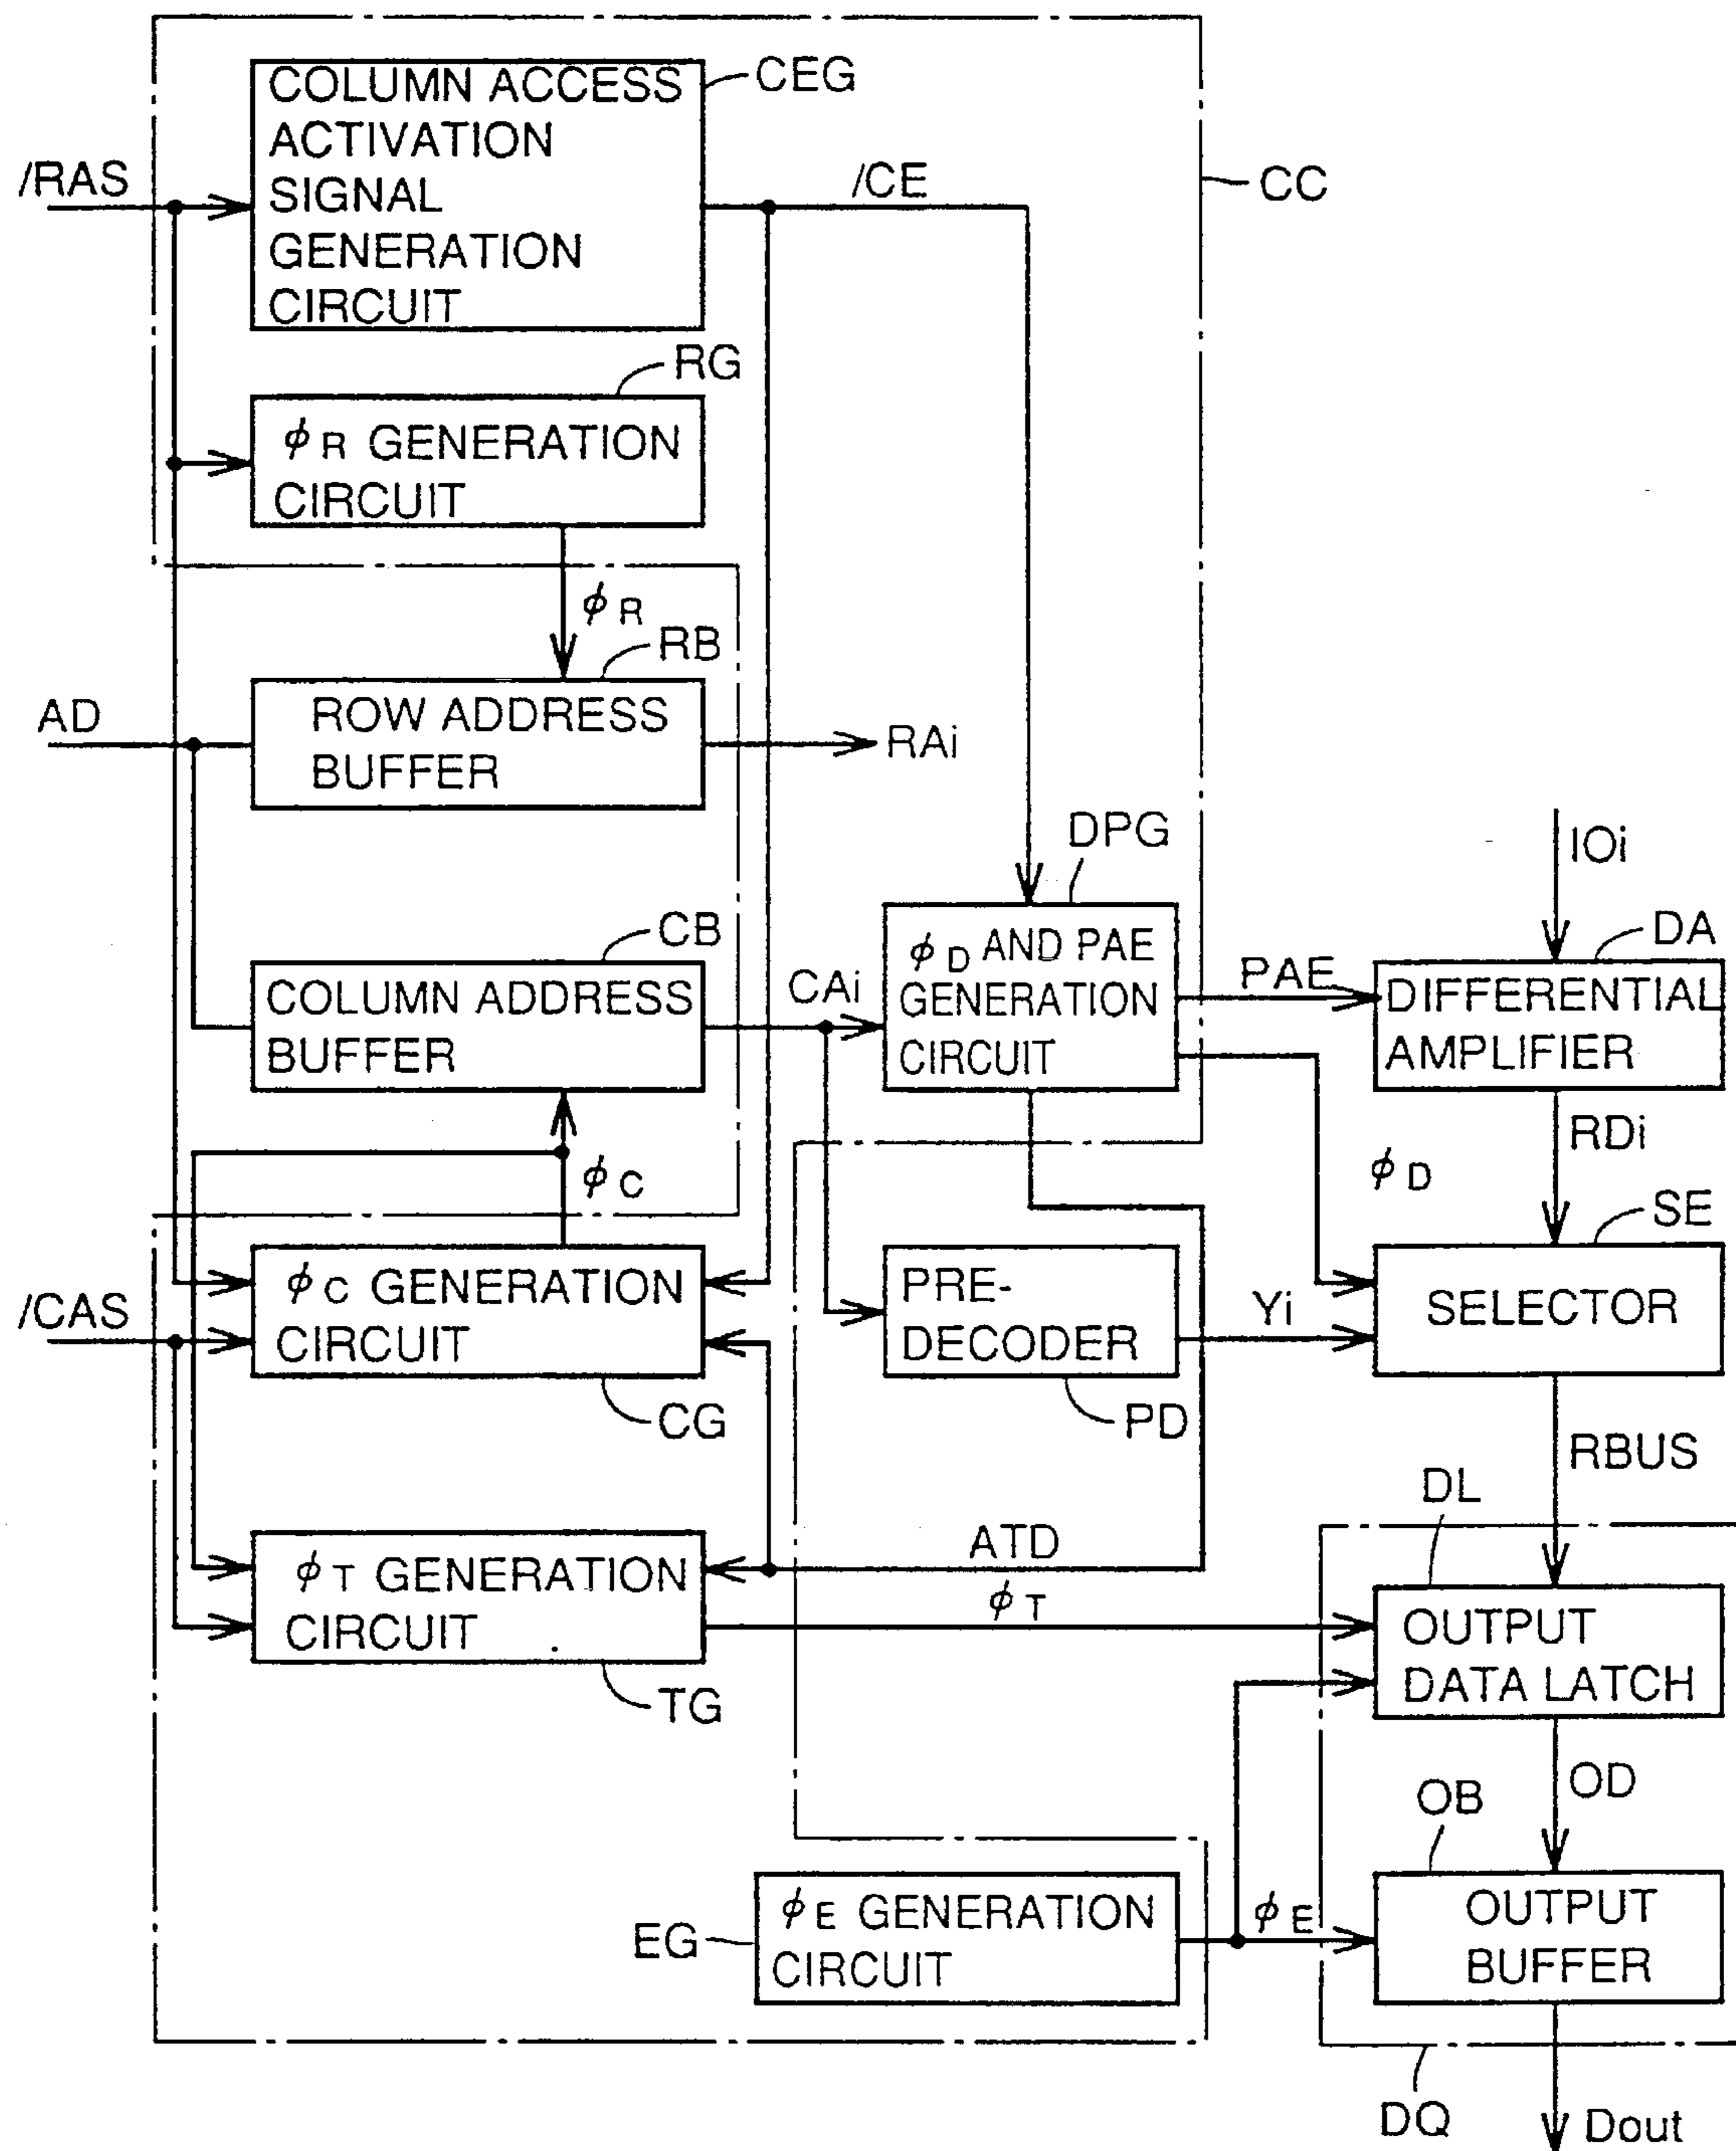 COLUMN ACCESS
ACTIVATION
SIGNAL
GENERATION
CIRCUIT
CEG
/RAS
/CE
CC
RG
ϕR GENERATION
CIRCUIT
ϕR
RB
AD
ROW ADDRESS
BUFFER
RAi
DPG
IOi
CB
COLUMN ADDRESS
BUFFER
CAi
ϕD AND PAE
GENERATION
CIRCUIT
PAE
DA
DIFFERENTIAL
AMPLIFIER
RDi
ϕC
ϕD
SE
/CAS
ϕC GENERATION
CIRCUIT
CG
PRE-
DECODER
PD
Yi
SELECTOR
RBUS
DL
ATD
ϕT GENERATION
CIRCUIT
TG
ϕT
OUTPUT
DATA LATCH
OD
OB
EG
ϕE GENERATION
CIRCUIT
ϕE
OUTPUT
BUFFER
DQ
Dout